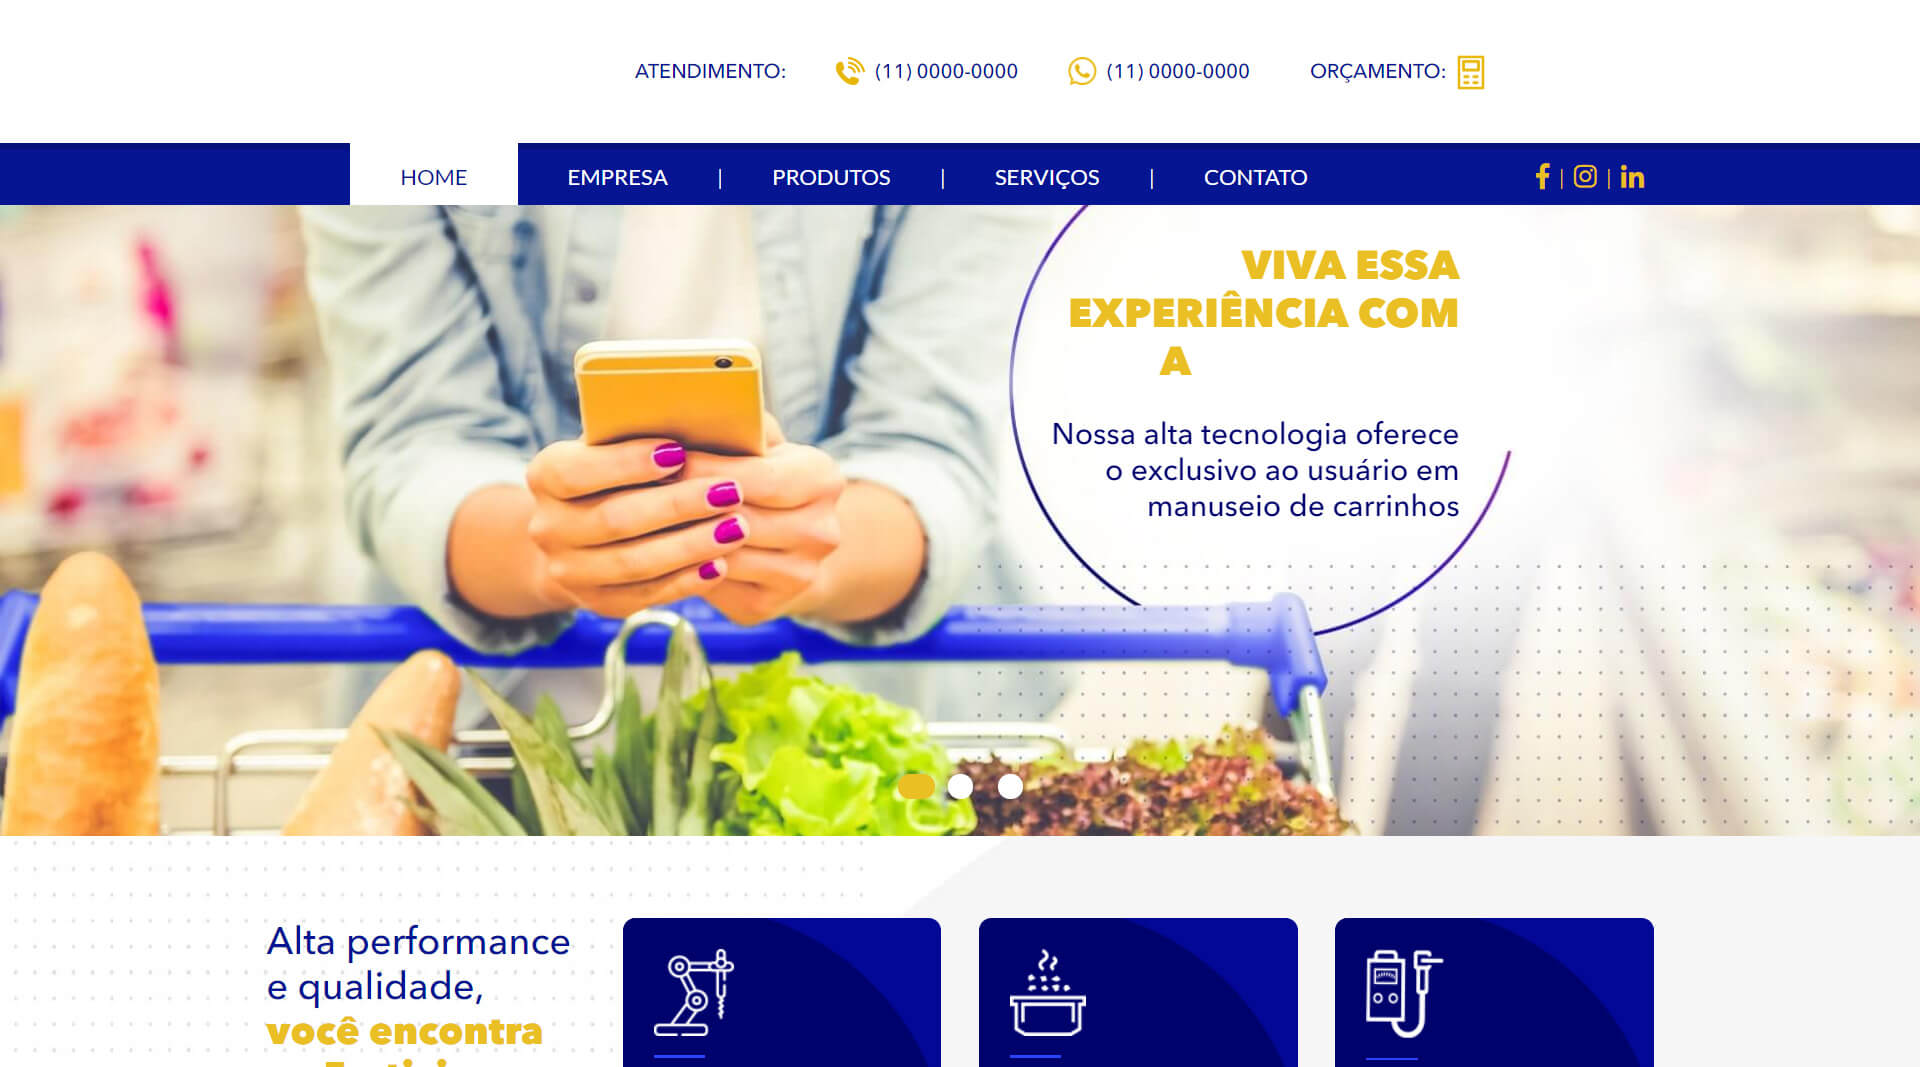 ATENDIMENTO: (11) 0000-0000 (11) 0000-0000 ORÇAMENTO:
HOME EMPRESA | PRODUTOS | SERVIÇOS | CONTATO | |
VIVA ESSA
EXPERIÊNCIA COM
A
Nossa alta tecnologia oferece
o exclusivo ao usuário em
manuseio de carrinhos
Alta performance
e qualidade,
você encontra